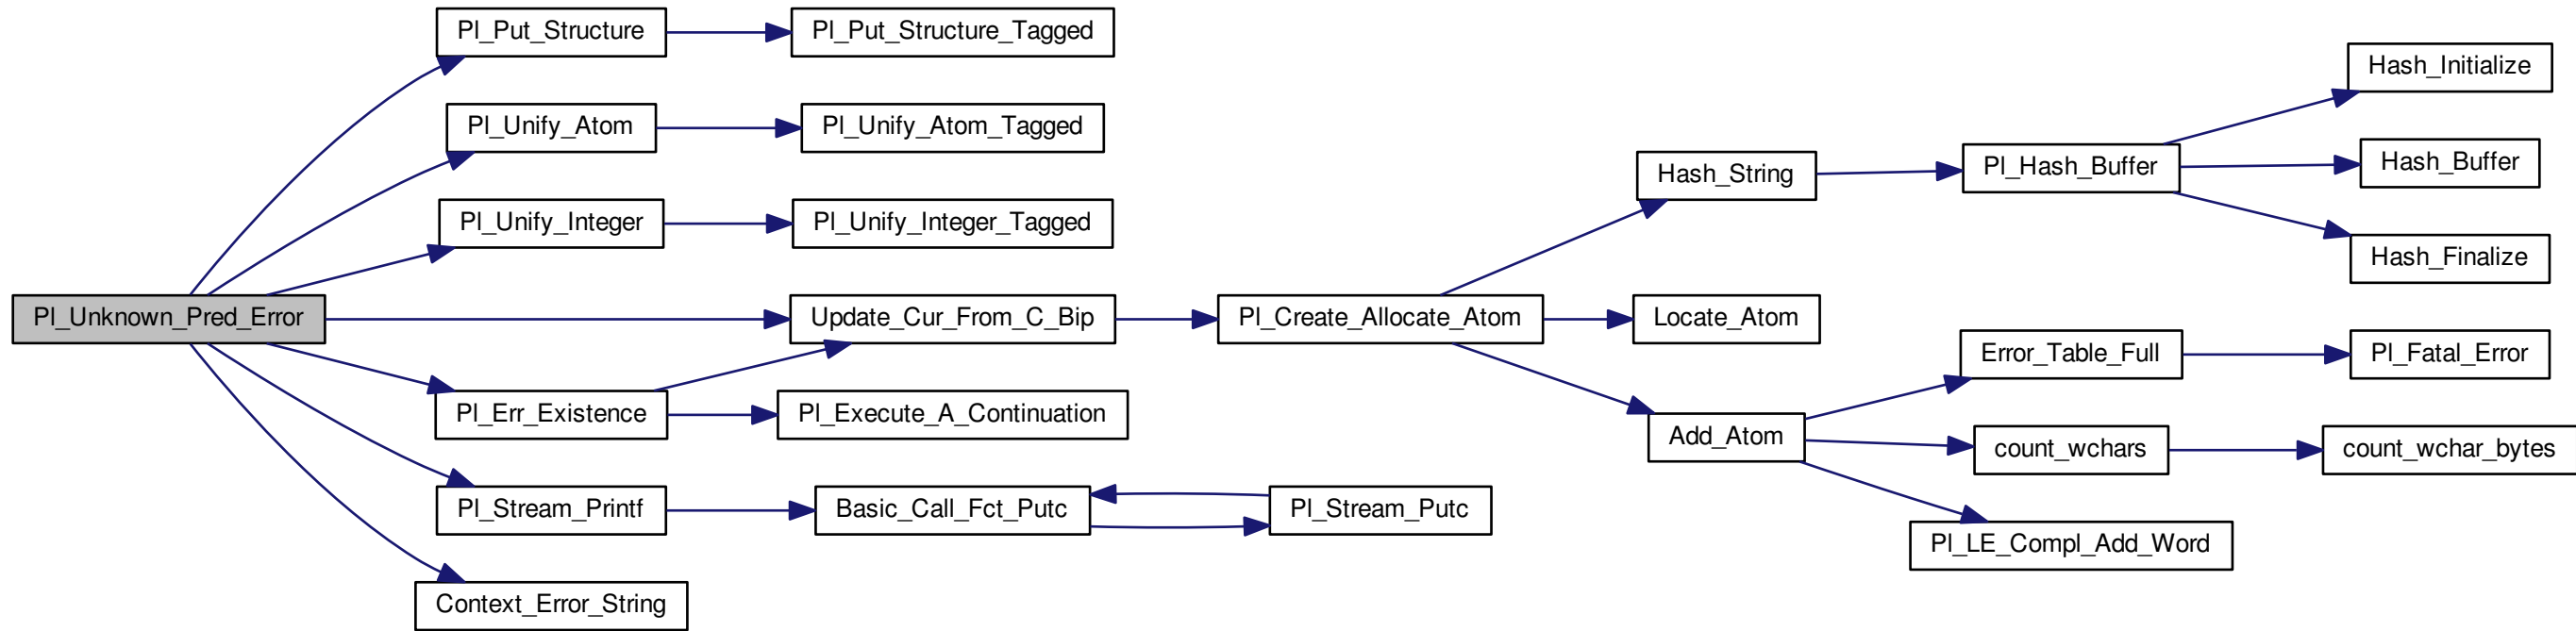 Pl_Unknown_Pred_Error
Pl_Put_Structure
Pl_Put_Structure_Tagged
Pl_Unify_Atom
Pl_Unify_Atom_Tagged
Pl_Unify_Integer
Pl_Unify_Integer_Tagged
Update_Cur_From_C_Bip
Pl_Err_Existence
Pl_Execute_A_Continuation
Pl_Stream_Printf
Basic_Call_Fct_Putc
Pl_Stream_Putc
Context_Error_String
Pl_Create_Allocate_Atom
Hash_String
Locate_Atom
Add_Atom
Pl_Hash_Buffer
Hash_Initialize
Hash_Buffer
Hash_Finalize
Error_Table_Full
Pl_Fatal_Error
count_wchars
count_wchar_bytes
Pl_LE_Compl_Add_Word